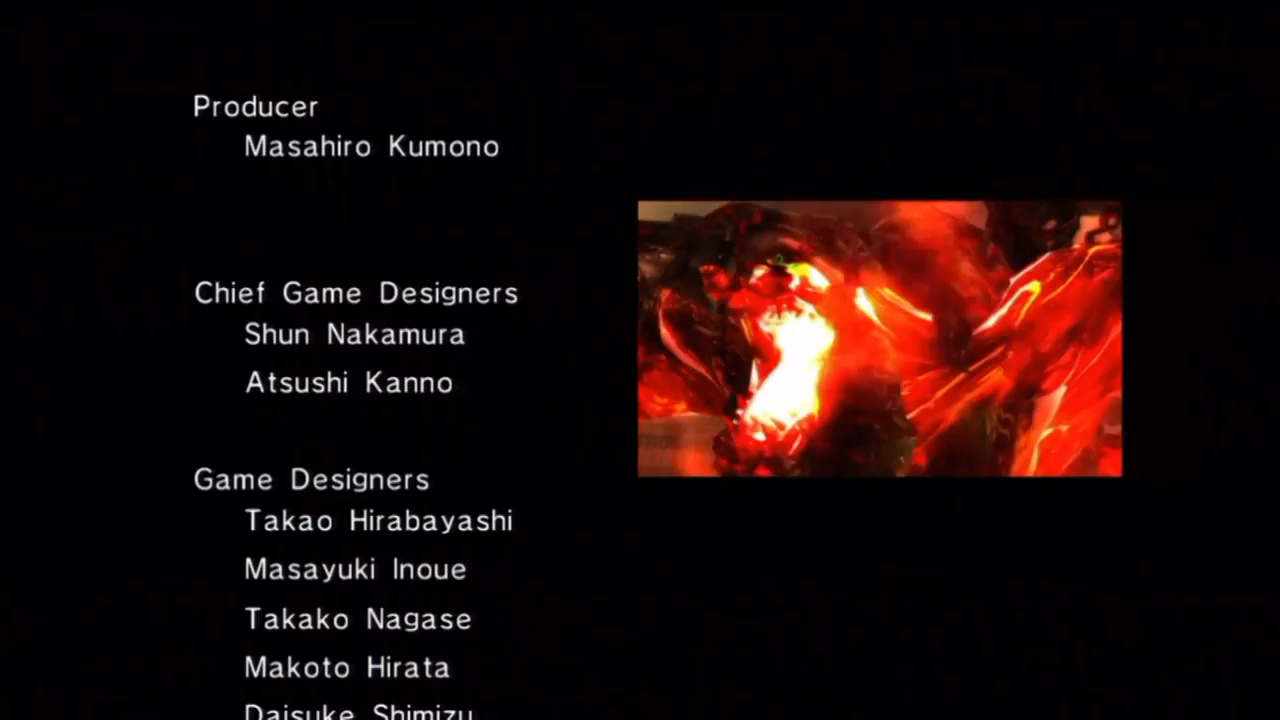 Producer
Masahiro Kumono
Chief Game Designers
Shun Nakamura
Atsushi Kanno
Game Designers
Takao Hirabayashi
Masayuki Inoue
Takako Nagase
Makoto Hirata
Daisuke Shimizu